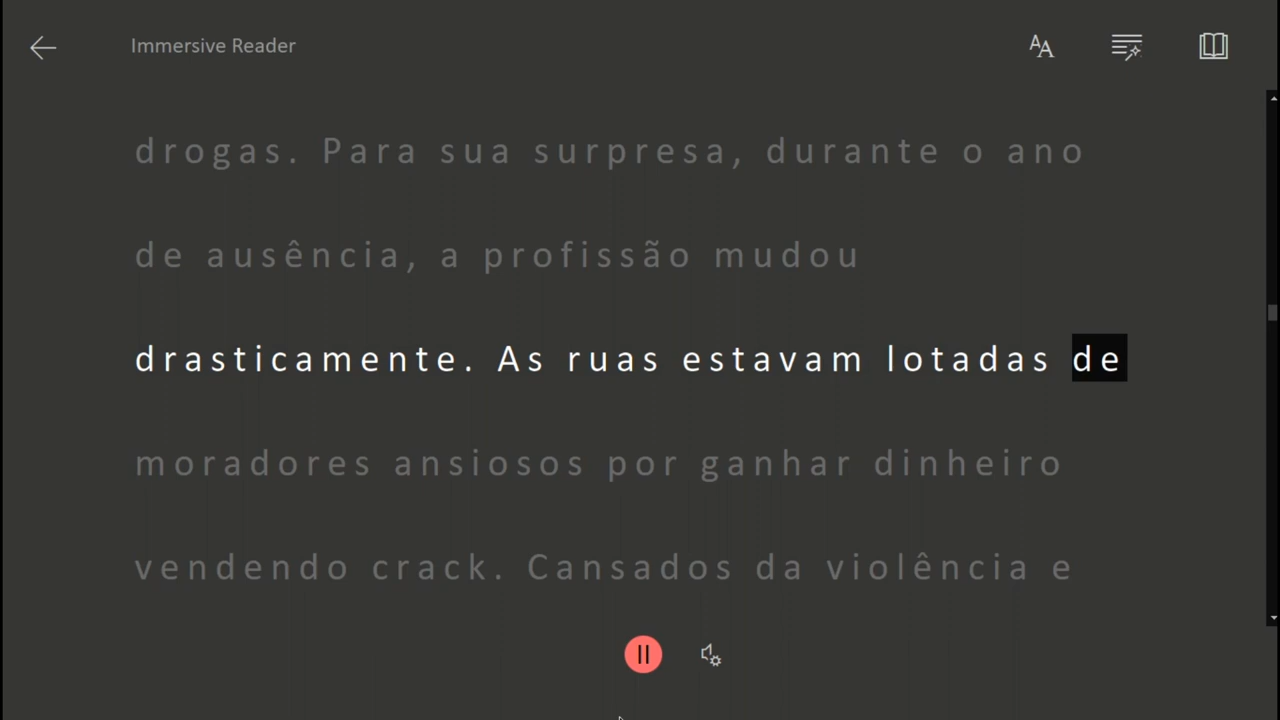 Immersive Reader
drogas. Para sua surpresa, durante o ano
de ausência, a profissão mudou
drasticamente. As ruas estavam lotadas de
moradores ansiosos por ganhar dinheiro
vendendo crack. Cansados da violência e